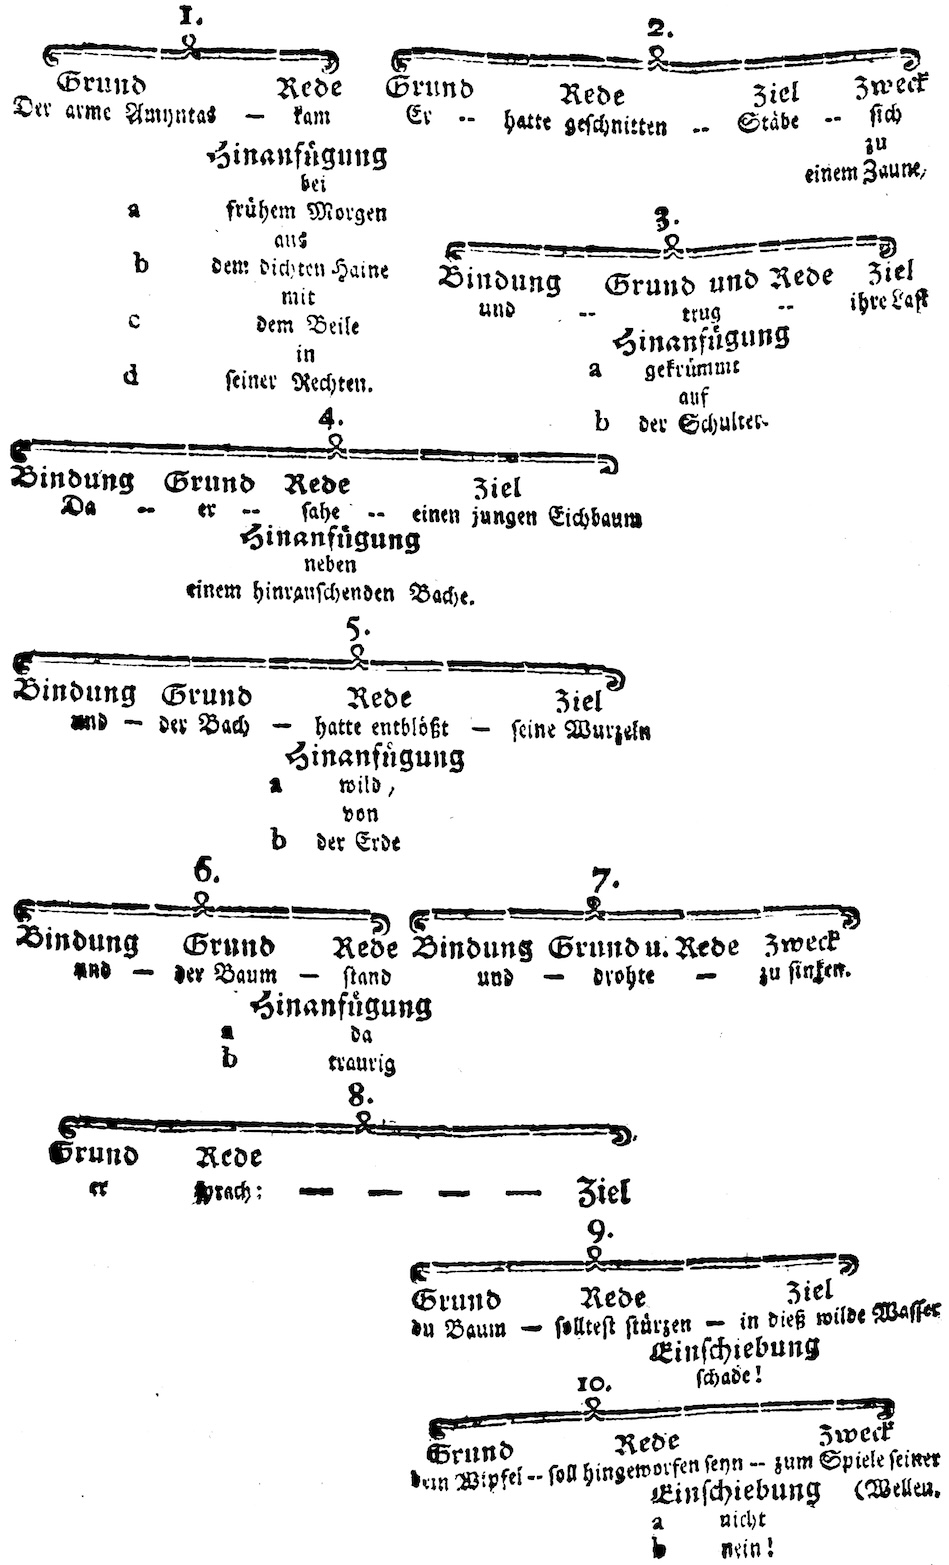 1.
Grund Rede
Der arme Amyntas — kam
Hinanfügung
bei
a frühem Morgen
aus
b dem dichten Haine
mit
c dem Beile
in
d seiner Rechten.
2.
Grund Rede Ziel Zweck
Er -- hatte geschnitten -- Stäbe -- sich
zu
einem Zaune,
3.
Bindung Grund und Rede Ziel
und -- trug -- ihre Last
Hinanfügung
a gekrümmt
auf
b der Schulter.
4.
Bindung Grund Rede Ziel
Da -- er -- sahe -- einen jungen Eichbaum
Hinanfügung
neben
einem hinrauschenden Bache.
5.
Bindung Grund Rede Ziel
und — der Bach — hatte entblößt — seine Wurzeln
Hinanfügung
a wild,
von
b der Erde
6.
Bindung Grund Rede
und — der Baum — stand
Hinanfügung
a da
b traurig
7.
Bindung Grund u. Rede Zweck
und — drohte — zu sinken.
8.
Grund Rede
er sprach: — — — — Ziel
9.
Grund Rede Ziel
du Baum — solltest stürzen — in dieß wilde Wasser
Einschiebung
schade!
10.
Grund Rede Zweck
dein Wipfel -- soll hingeworfen seyn -- zum Spiele seiner
Einschiebung (Wellen.
a nicht
b nein!